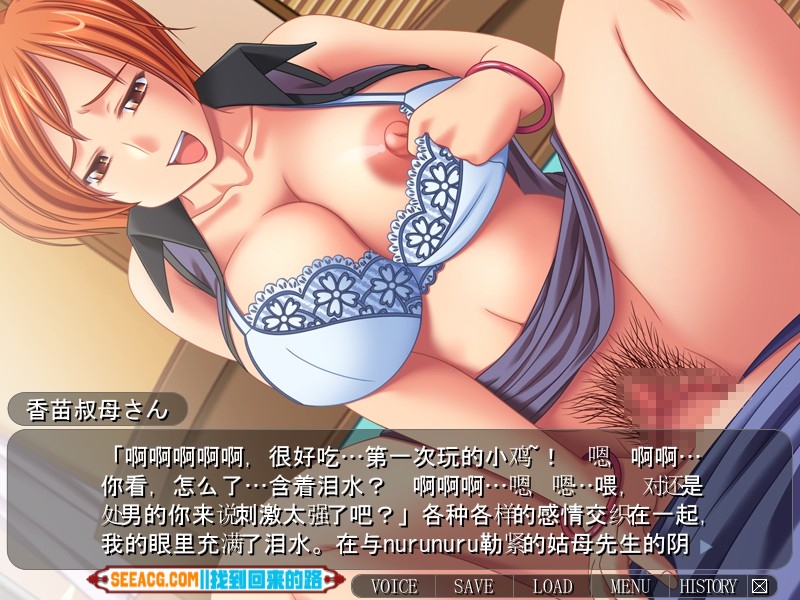 香苗叔母さん
「啊啊啊啊啊，很好吃…第一次玩的小鸡~！　嗯、啊啊…
你看，怎么了…含着泪水？　啊啊啊…嗯、嗯…喂，对还是
处男的你来说刺激太强了吧？」各种各样的感情交织在一起，
我的眼里充满了泪水。在与nurunuru勒紧的姑母先生的阴
SEEACG.COM||找到回来的路
VOICE SAVE LOAD MENU HISTORY